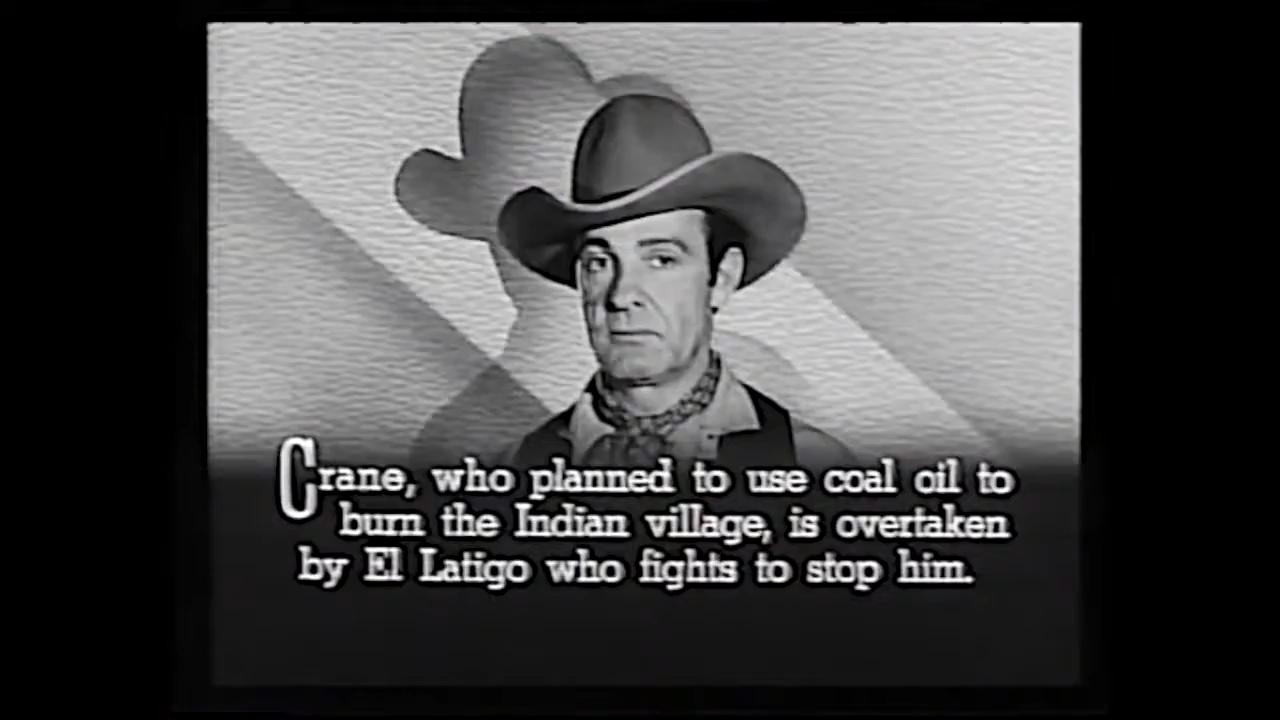 Crane, who planned to use coal oil to
burn the Indian village, is overtaken
by El Latigo who fights to stop him.